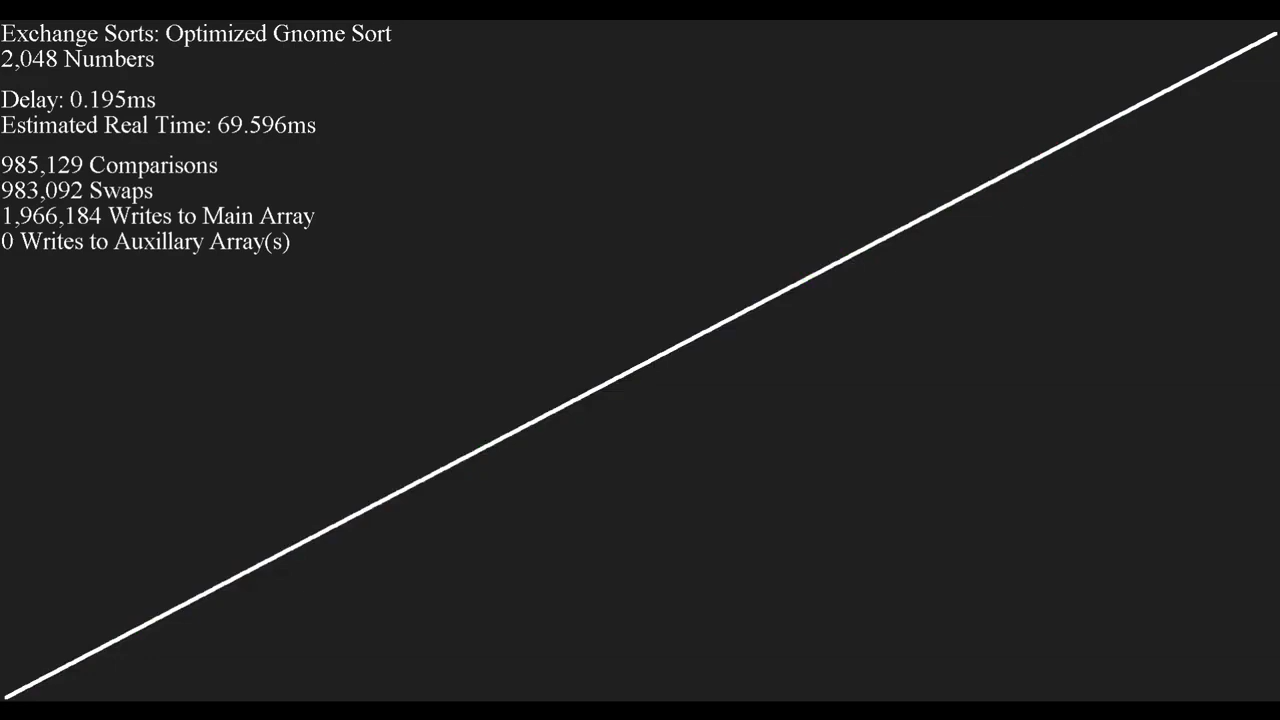 Exchange Sorts: Optimized Gnome Sort
2,048 Numbers
Delay: 0.195ms
Estimated Real Time: 69.596ms
985,129 Comparisons
983,092 Swaps
1,966,184 Writes to Main Array
0 Writes to Auxillary Array(s)